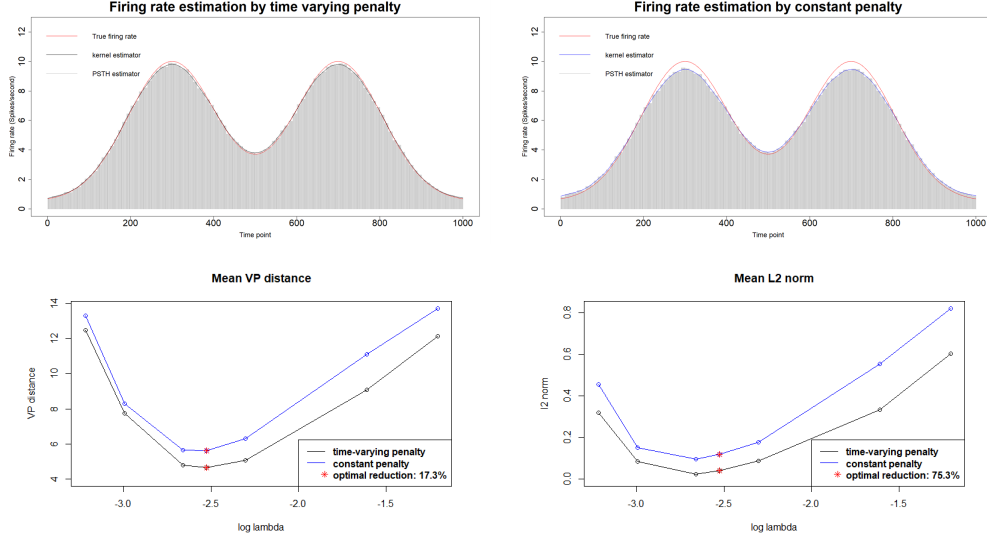 Firing rate estimation by time varying penalty
Firing rate (Spikes/second)
0 2 4 6 8 10 12
True firing rate
kernel estimator
PSTH estimator
0 200 400 600 800 1000
Time point
Firing rate estimation by constant penalty
Firing rate (Spikes/second)
0 2 4 6 8 10 12
True firing rate
kernel estimator
PSTH estimator
0 200 400 600 800 1000
Time point
Mean VP distance
VP distance
4 6 8 10 12 14
time-varying penalty
constant penalty
optimal reduction: 17.3%
-3.0 -2.5 -2.0 -1.5
log lambda
Mean L2 norm
l2 norm
0.0 0.2 0.4 0.6 0.8
time-varying penalty
constant penalty
optimal reduction: 75.3%
-3.0 -2.5 -2.0 -1.5
log lambda